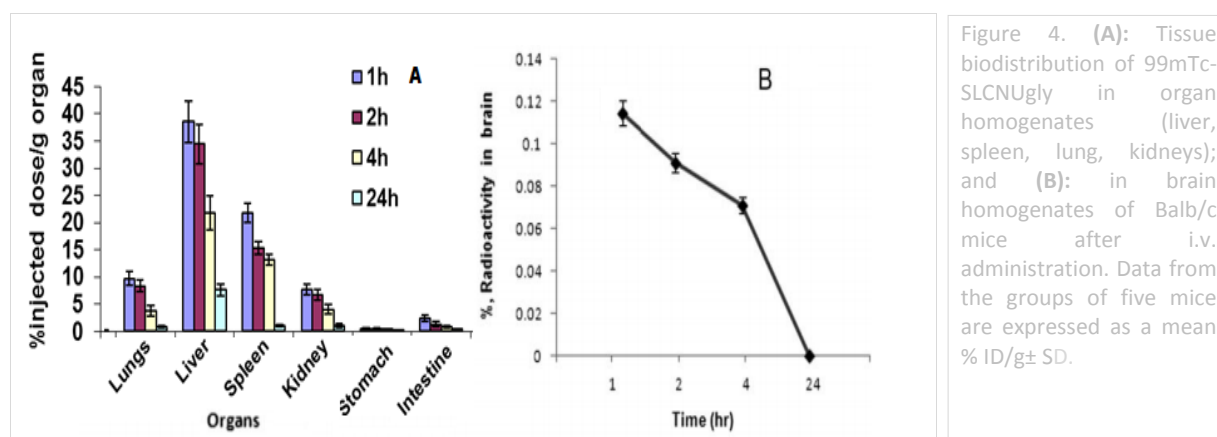 1h A
2h
4h
24h
%injected dose/g organ
45
40
35
30
25
20
15
10
5
0
Lungs
Liver
Spleen
Kidney
Stomach
Intestine
Organs
B
%, Radioactivity in brain
0.14
0.12
0.1
0.08
0.06
0.04
0.02
0
1 2 4 24
Time (hr)
Figure 4. (A): Tissue
biodistribution of 99mTc-
SLCNUgly in organ
homogenates (liver,
spleen, lung, kidneys);
and (B): in brain
homogenates of Balb/c
mice after i.v.
administration. Data from
the groups of five mice
are expressed as a mean
% ID/g± SD.